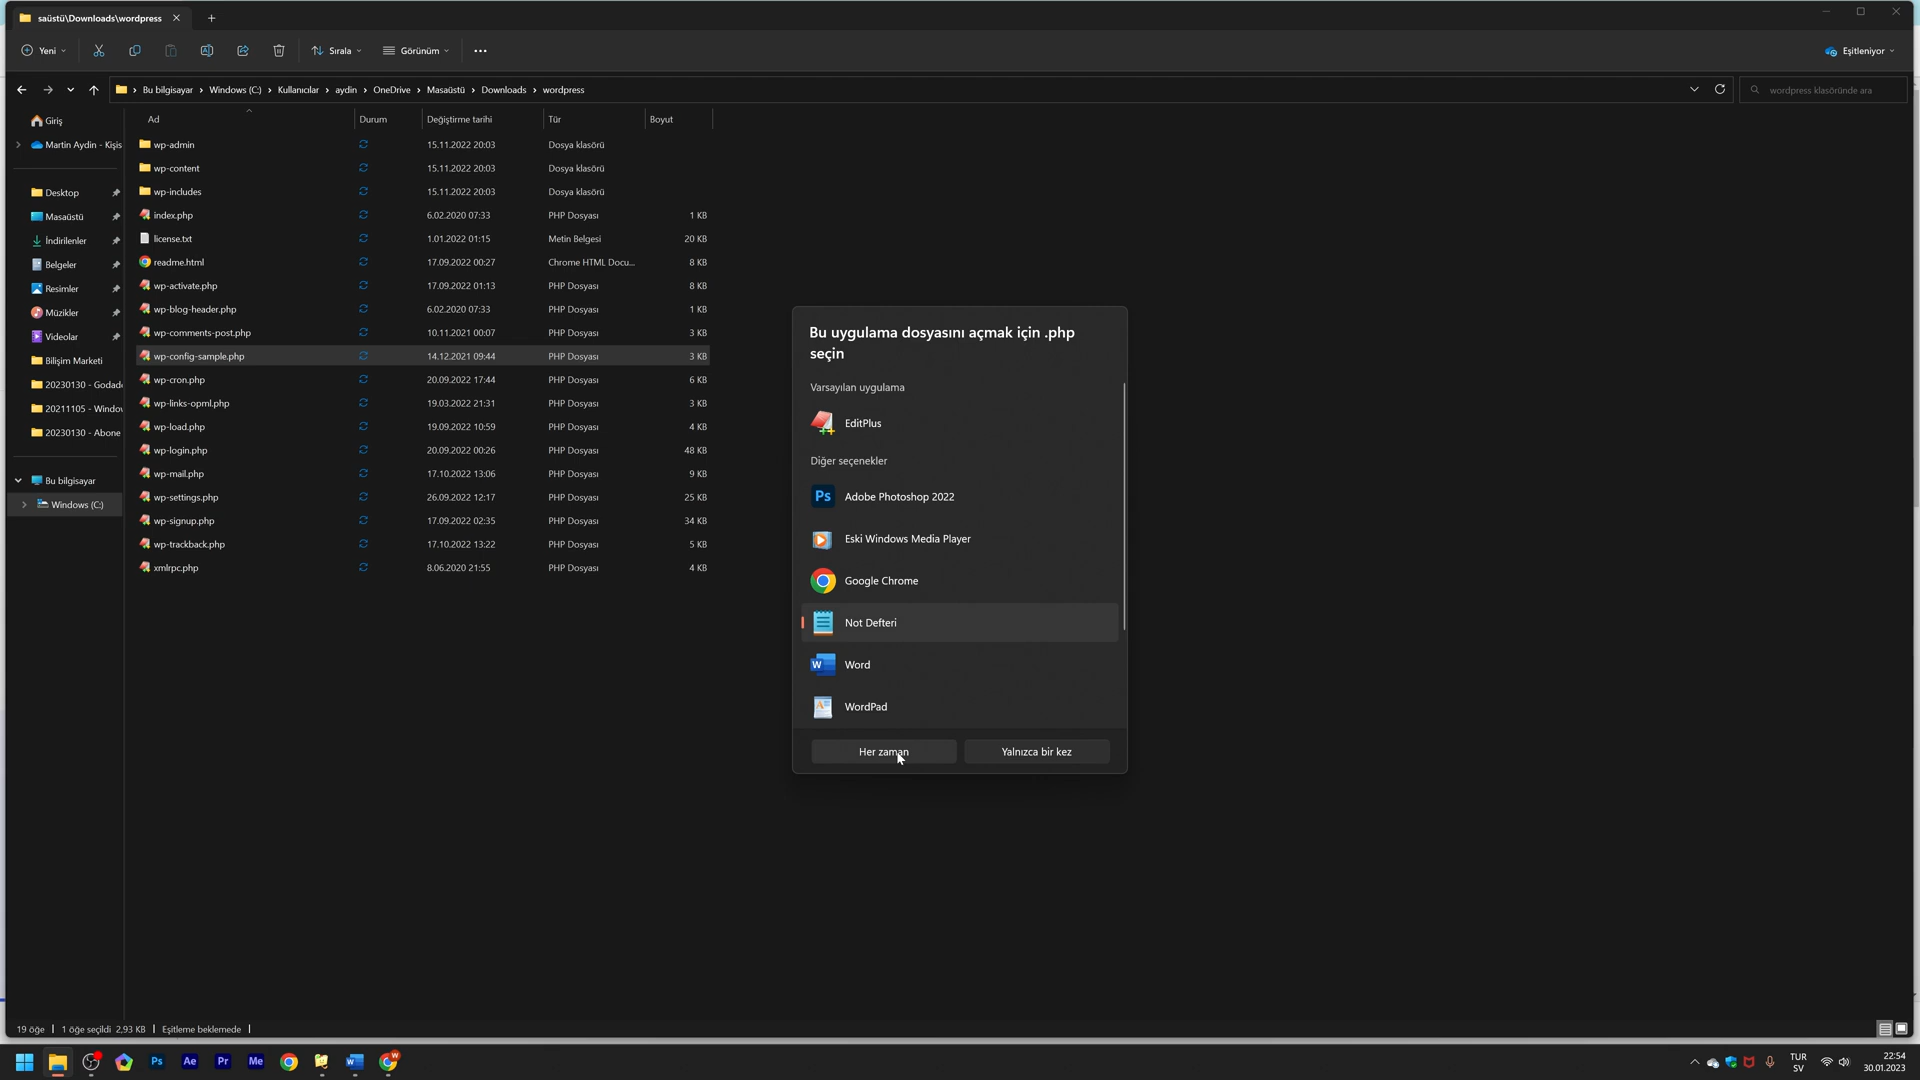 saüstü\Downloads\wordpress
Yeni
Sırala
Görünüm
Eşitleniyor
Bu bilgisayar
Windows (C:)
Kullanıcılar
aydin
OneDrive
Masaüstü
Downloads
wordpress
wordpress klasöründe ara
Giriş
Martin Aydin - Kişis
Desktop
Masaüstü
İndirilenler
Belgeler
Resimler
Müzikler
Videolar
Bilişim Marketi
20230130 - Godad
20211105 - Windov
20230130 - Abone
Bu bilgisayar
Windows (C:)
Ad Durum Değiştirme tarihi Tür Boyut
wp-admin 15.11.2022 20:03 Dosya klasörü
wp-content 15.11.2022 20:03 Dosya klasörü
wp-includes 15.11.2022 20:03 Dosya klasörü
index.php 6.02.2020 07:33 PHP Dosyası 1 KB
license.txt 1.01.2022 01:15 Metin Belgesi 20 KB
readme.html 17.09.2022 00:27 Chrome HTML Docu... 8 KB
wp-activate.php 17.09.2022 01:13 PHP Dosyası 8 KB
wp-blog-header.php 6.02.2020 07:33 PHP Dosyası 1 KB
wp-comments-post.php 10.11.2021 00:07 PHP Dosyası 3 KB
wp-config-sample.php 14.12.2021 09:44 PHP Dosyası 3 KB
wp-cron.php 20.09.2022 17:44 PHP Dosyası 6 KB
wp-links-opml.php 19.03.2022 21:31 PHP Dosyası 3 KB
wp-load.php 19.09.2022 10:59 PHP Dosyası 4 KB
wp-login.php 20.09.2022 00:26 PHP Dosyası 48 KB
wp-mail.php 17.10.2022 13:06 PHP Dosyası 9 KB
wp-settings.php 26.09.2022 12:17 PHP Dosyası 25 KB
wp-signup.php 17.09.2022 02:35 PHP Dosyası 34 KB
wp-trackback.php 17.10.2022 13:22 PHP Dosyası 5 KB
xmlrpc.php 8.06.2020 21:55 PHP Dosyası 4 KB
Bu uygulama dosyasını açmak için .php
seçin
Varsayılan uygulama
EditPlus
Diğer seçenekler
Ps Adobe Photoshop 2022
Eski Windows Media Player
Google Chrome
Not Defteri
W Word
WordPad
Her zaman
Yalnızca bir kez
19 öğe
1 öğe seçildi 2,93 KB
Eşitleme beklemede
Ps
Ae
Pr
Me
W
W
TUR
SV
22:54
30.01.2023